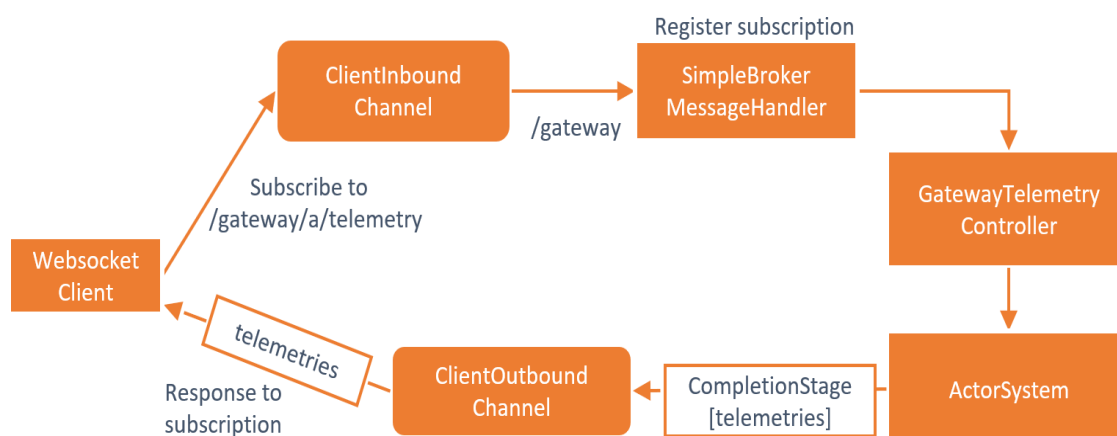 Register subscription
ClientInbound
Channel
SimpleBroker
MessageHandler
/gateway
Subscribe to
/gateway/a/telemetry
GatewayTelemetry
Controller
Websocket
Client
telemetries
Response to
subscription
ClientOutbound
Channel
CompletionStage
[telemetries]
ActorSystem